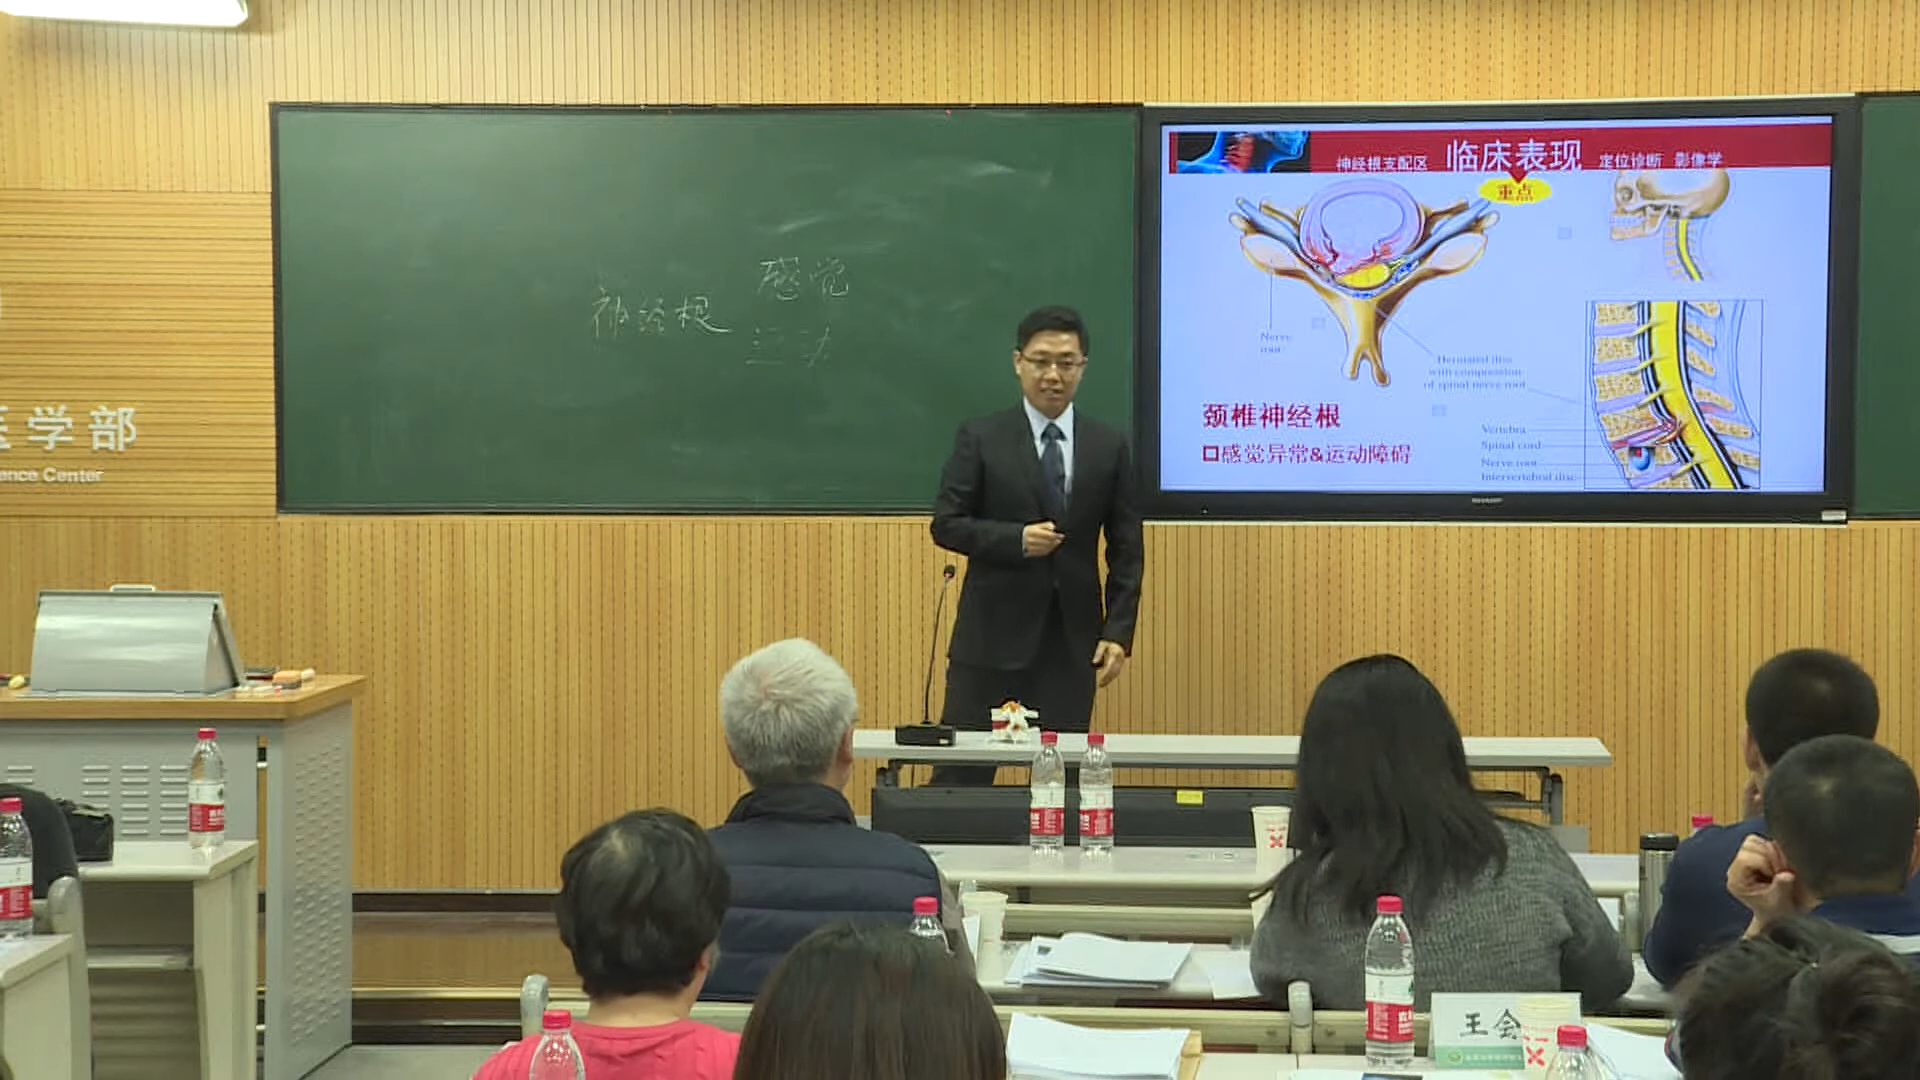 医学部
ence Center
神经根
感觉
运动
神经根支配区 临床表现 定位诊断 影像学
重点
Nerve
root
Herniated disc
with compression
of spinal nerve root
颈椎神经根
感觉异常&运动障碍
Vertebra
Spinal cord
Nerve root
Intervertebral disc
SHARP
王会